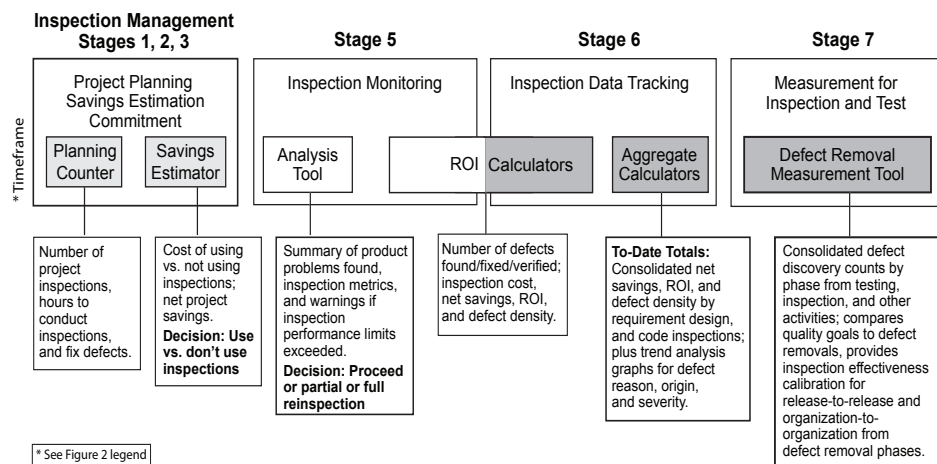 Inspection Management
Stages 1, 2, 3
Stage 5
Stage 6
Stage 7
* Timeframe
Project Planning
Savings Estimation
Commitment
Planning
Counter
Savings
Estimator
Inspection Monitoring
Analysis
Tool
ROI Calculators
Inspection Data Tracking
Aggregate
Calculators
Measurement for
Inspection and Test
Defect Removal
Measurement Tool
Number of
project
inspections,
hours to
conduct
inspections,
and fix defects.
Cost of using
vs. not using
inspections;
net project
savings.
Decision: Use
vs. don't use
inspections
Summary of product
problems found,
inspection metrics,
and warnings if
inspection
performance limits
exceeded.
Decision: Proceed
or partial or full
reinspection
Number of defects
found/fixed/verified;
inspection cost,
net savings, ROI,
and defect density.
To-Date Totals:
Consolidated net
savings, ROI, and
defect density by
requirement design,
and code inspections;
plus trend analysis
graphs for defect
reason, origin,
and severity.
Consolidated defect
discovery counts by
phase from testing,
inspection, and other
activities; compares
quality goals to defect
removals, provides
inspection effectiveness
calibration for
release-to-release and
organization-to-
organization from
defect removal phases.
* See Figure 2 legend